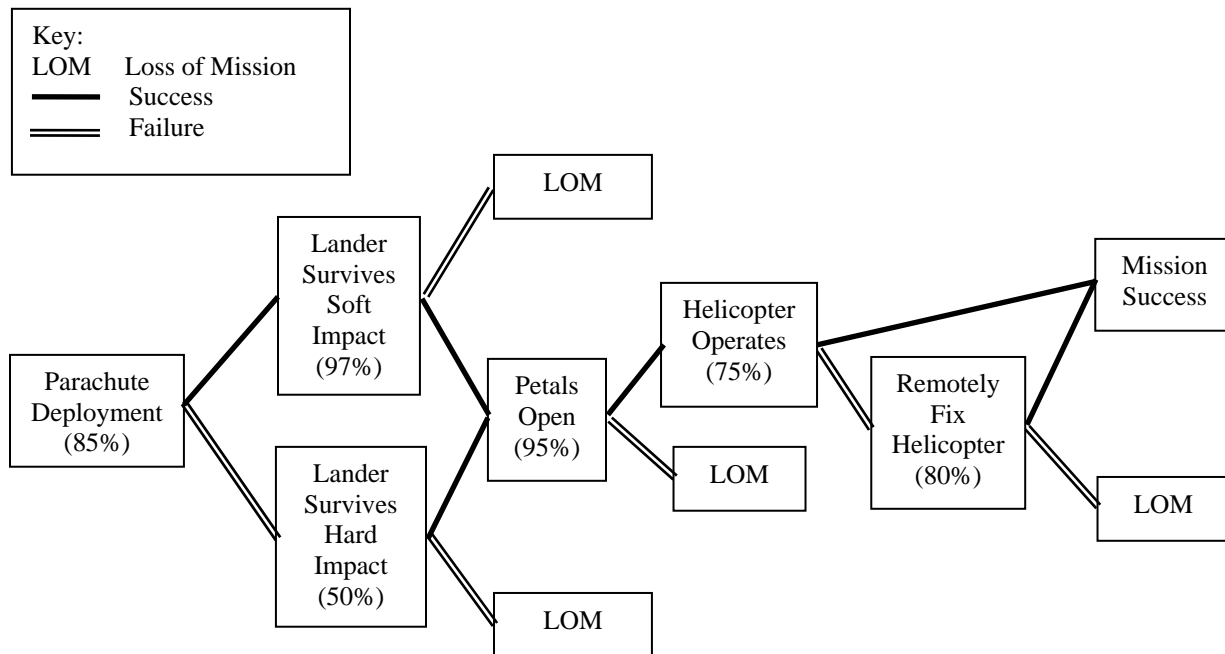 Key:
LOM Loss of Mission
Success
Failure
LOM
Lander
Survives
Soft
Impact
(97%)
Mission
Success
Helicopter
Operates
(75%)
Parachute
Deployment
(85%)
Petals
Open
(95%)
Remotely
Fix
Helicopter
(80%)
Lander
Survives
Hard
Impact
(50%)
LOM
LOM
LOM